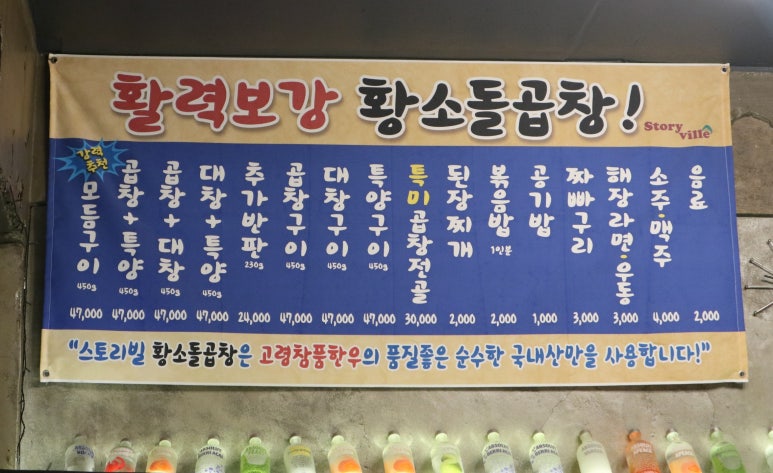 활력보강 황소돌곱창!
Story
ville
강력
추천
모듬구이 450g 47,000
곱창+특양 450g 47,000
곱창+대창 450g 47,000
대창+특양 450g 47,000
추가반판 230g 24,000
곱창구이 450g 47,000
대창구이 450g 47,000
특양구이 450g 47,000
특미곱창전골 30,000
된장찌개 2,000
볶음밥 1인분 2,000
공기밥 1,000
짜빠구리 3,000
해장라면·우동 3,000
소주·맥주 4,000
음료 2,000
"스토리빌 황소돌곱창은 고령참품한우의 품질좋은 순수한 국내산만을 사용합니다!"